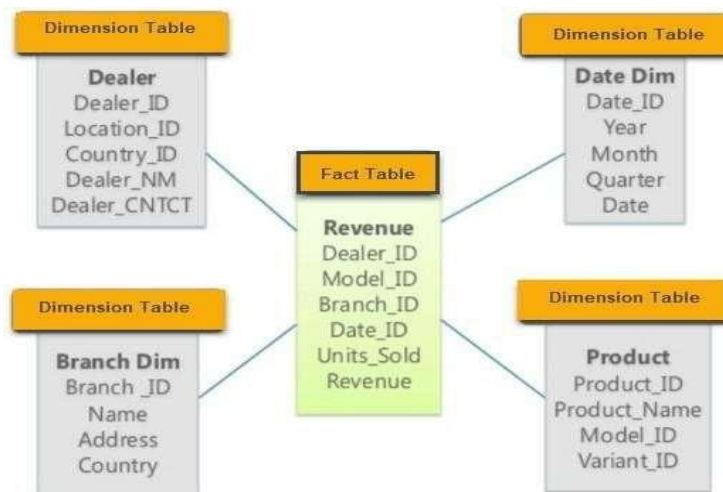 Dimension Table
Dealer
Dealer_ID
Location_ID
Country_ID
Dealer_NM
Dealer_CNTCT
Dimension Table
Date Dim
Date_ID
Year
Month
Quarter
Date
Fact Table
Revenue
Dealer_ID
Model_ID
Branch_ID
Date_ID
Units_Sold
Revenue
Dimension Table
Branch Dim
Branch _ID
Name
Address
Country
Dimension Table
Product
Product_ID
Product_Name
Model_ID
Variant_ID